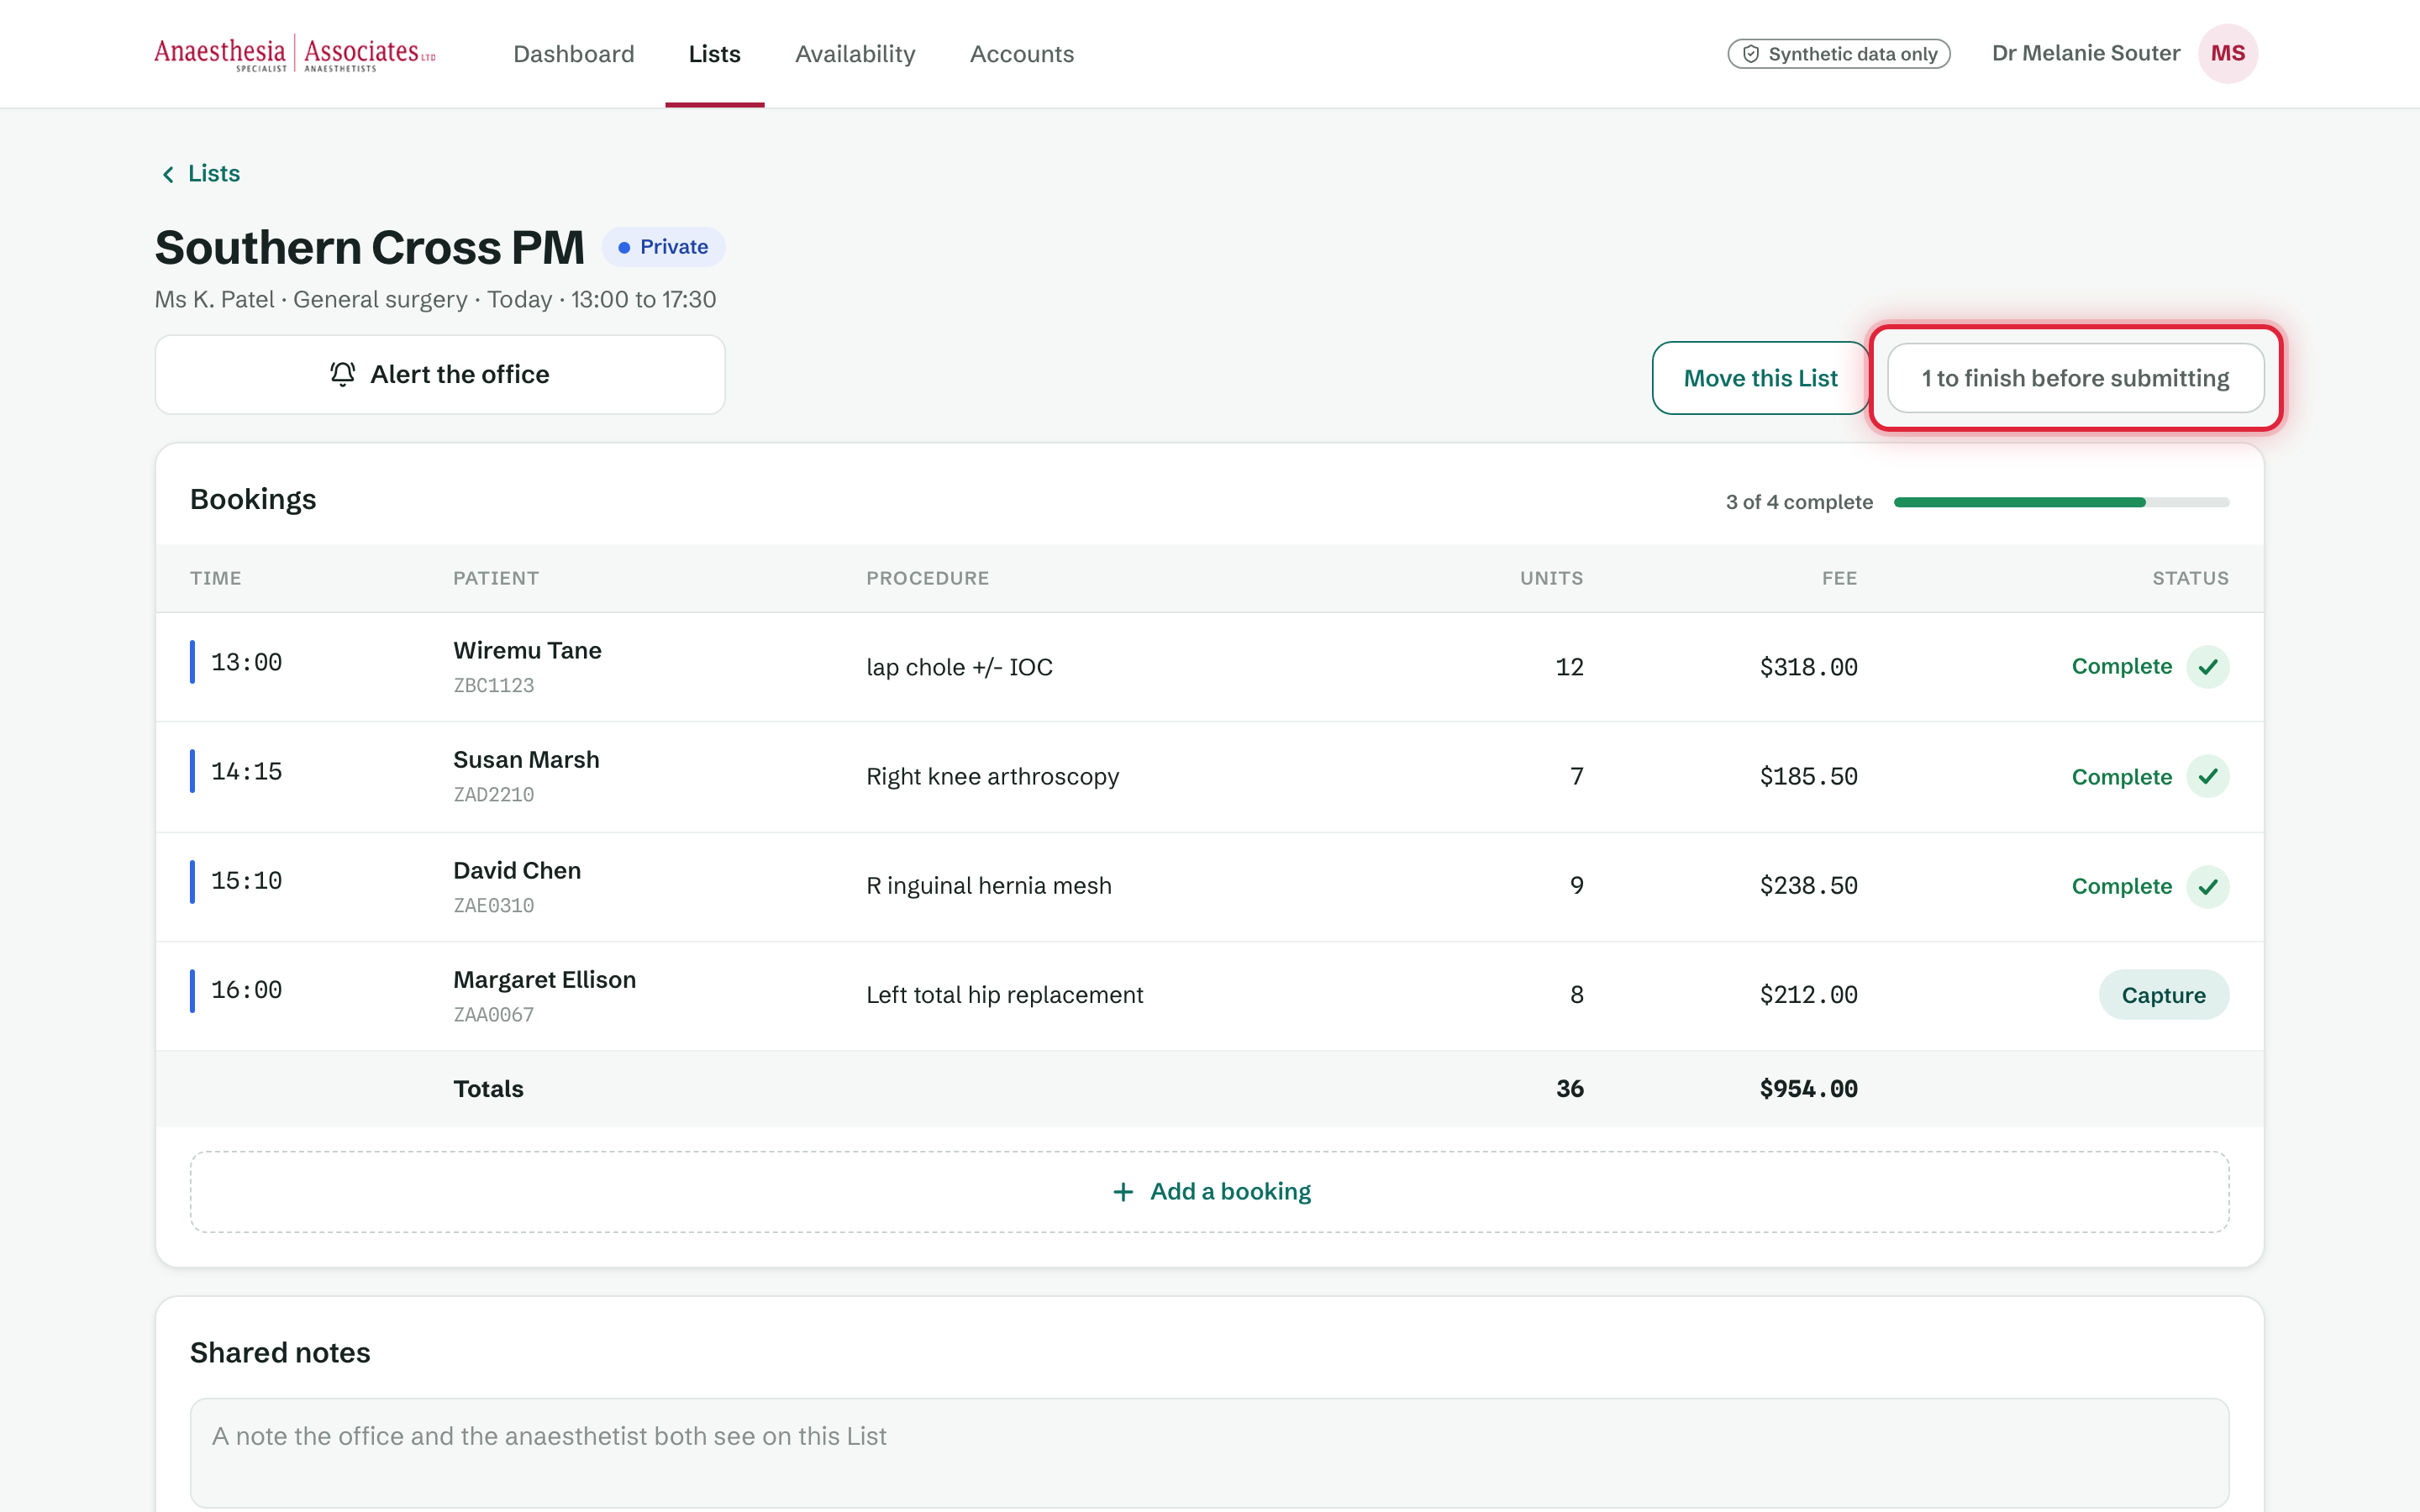 Anaesthesia Associates LTD
SPECIALIST ANAESTHETISTS
Dashboard Lists Availability Accounts
Synthetic data only
Dr Melanie Souter MS
Lists
Southern Cross PM Private
Ms K. Patel · General surgery · Today · 13:00 to 17:30
Alert the office
Move this List
1 to finish before submitting
Bookings
3 of 4 complete
TIME PATIENT PROCEDURE UNITS FEE STATUS
13:00 Wiremu Tane lap chole +/- IOC 12 $318.00 Complete
ZBC1123
14:15 Susan Marsh Right knee arthroscopy 7 $185.50 Complete
ZAD2210
15:10 David Chen R inguinal hernia mesh 9 $238.50 Complete
ZAE0310
16:00 Margaret Ellison Left total hip replacement 8 $212.00 Capture
ZAA0067
Totals 36 $954.00
+ Add a booking
Shared notes
A note the office and the anaesthetist both see on this List